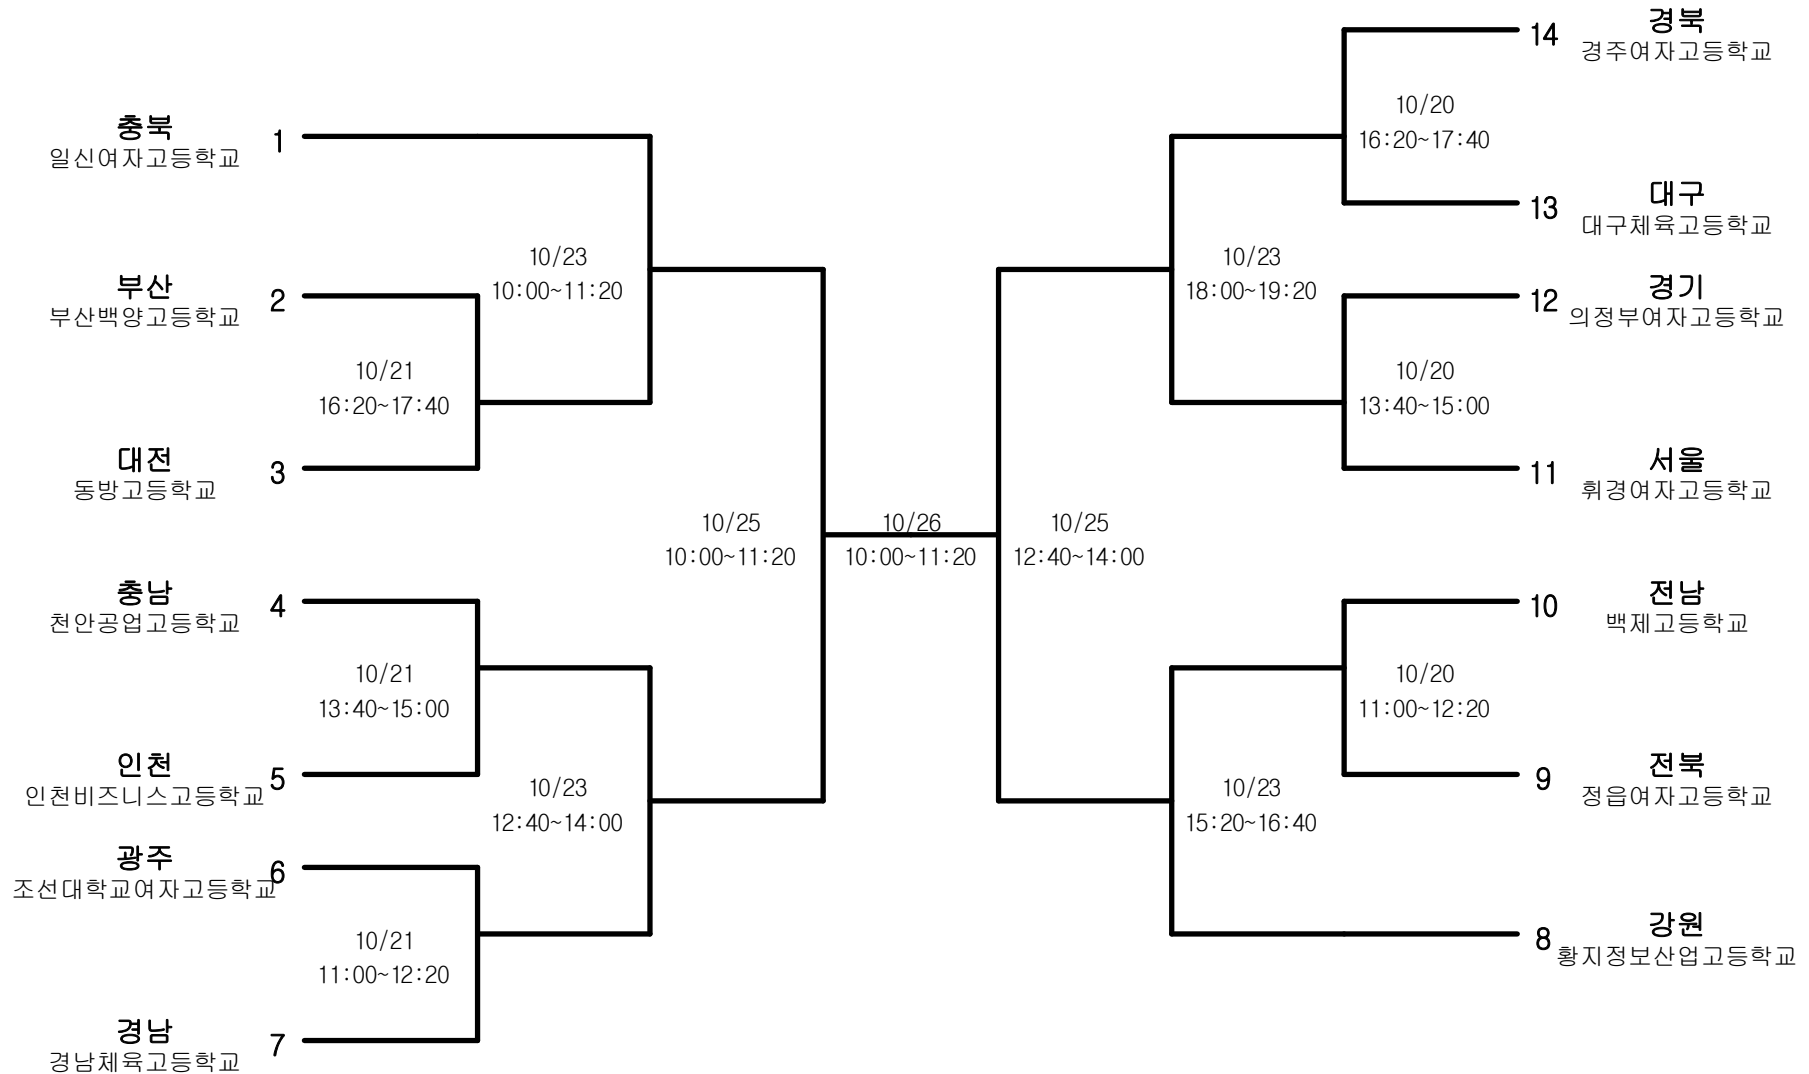 충북
일신여자고등학교
1
부산
부산백양고등학교
2
10/21
16:20~17:40
대전
동방고등학교
3
10/23
10:00~11:20
충남
천안공업고등학교
4
10/21
13:40~15:00
인천
인천비즈니스고등학교
5
광주
조선대학교여자고등학교
6
10/21
11:00~12:20
경남
경남체육고등학교
7
10/23
12:40~14:00
10/25
10:00~11:20
10/26
10:00~11:20
10/25
12:40~14:00
14
경북
경주여자고등학교
10/20
16:20~17:40
13
대구
대구체육고등학교
10/23
18:00~19:20
12
경기
의정부여자고등학교
10/20
13:40~15:00
11
서울
휘경여자고등학교
10
전남
백제고등학교
10/20
11:00~12:20
9
전북
정읍여자고등학교
10/23
15:20~16:40
8
강원
황지정보산업고등학교